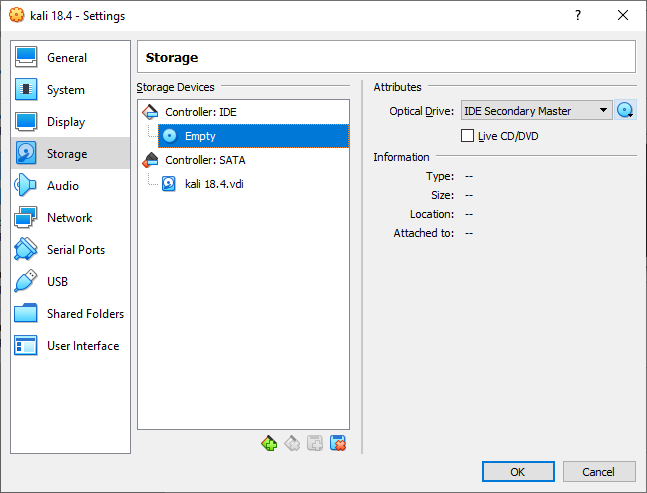 kali 18.4 - Settings
?
General
System
Display
Storage
Audio
Network
Serial Ports
USB
Shared Folders
User Interface
Storage
Storage Devices
Controller: IDE
Empty
Controller: SATA
kali 18.4.vdi
Attributes
Optical Drive: IDE Secondary Master
Live CD/DVD
Information
Type: --
Size: --
Location: --
Attached to: --
OK
Cancel